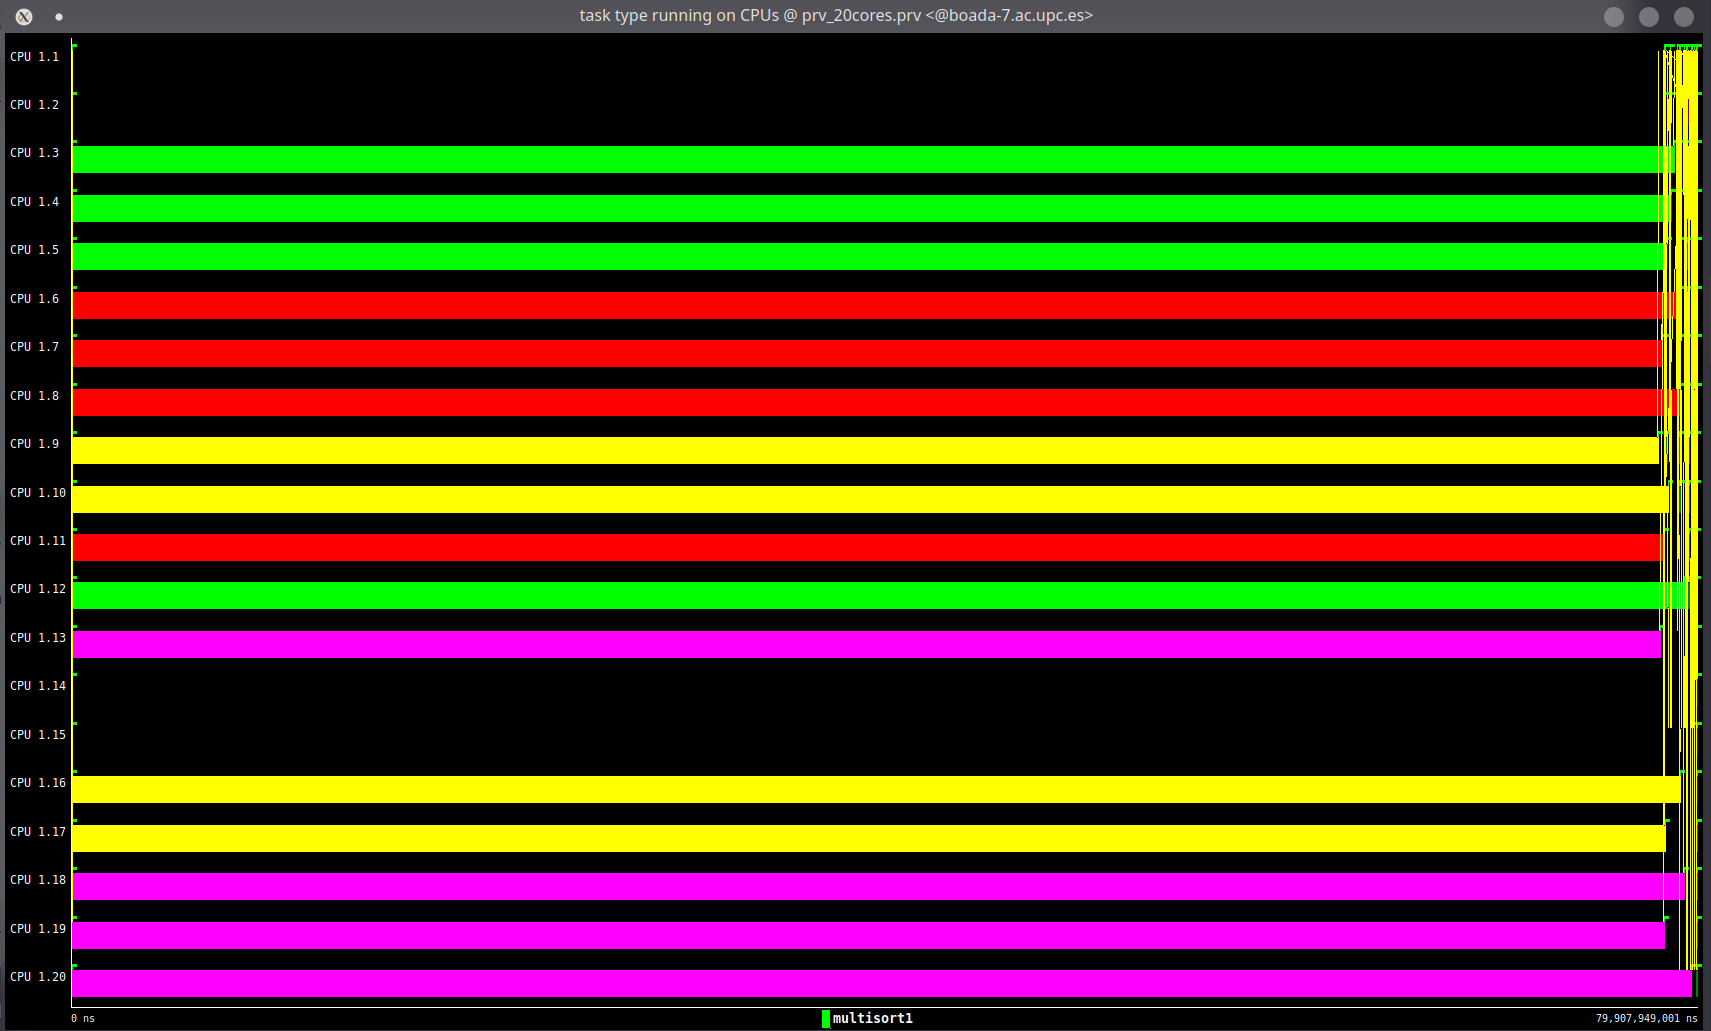 task type running on CPUs @ prv_20cores.prv <@boada-7.ac.upc.es>
CPU 1.1
CPU 1.2
CPU 1.3
CPU 1.4
CPU 1.5
CPU 1.6
CPU 1.7
CPU 1.8
CPU 1.9
CPU 1.10
CPU 1.11
CPU 1.12
CPU 1.13
CPU 1.14
CPU 1.15
CPU 1.16
CPU 1.17
CPU 1.18
CPU 1.19
CPU 1.20
0 ns
multisort1
79,907,949,001 ns